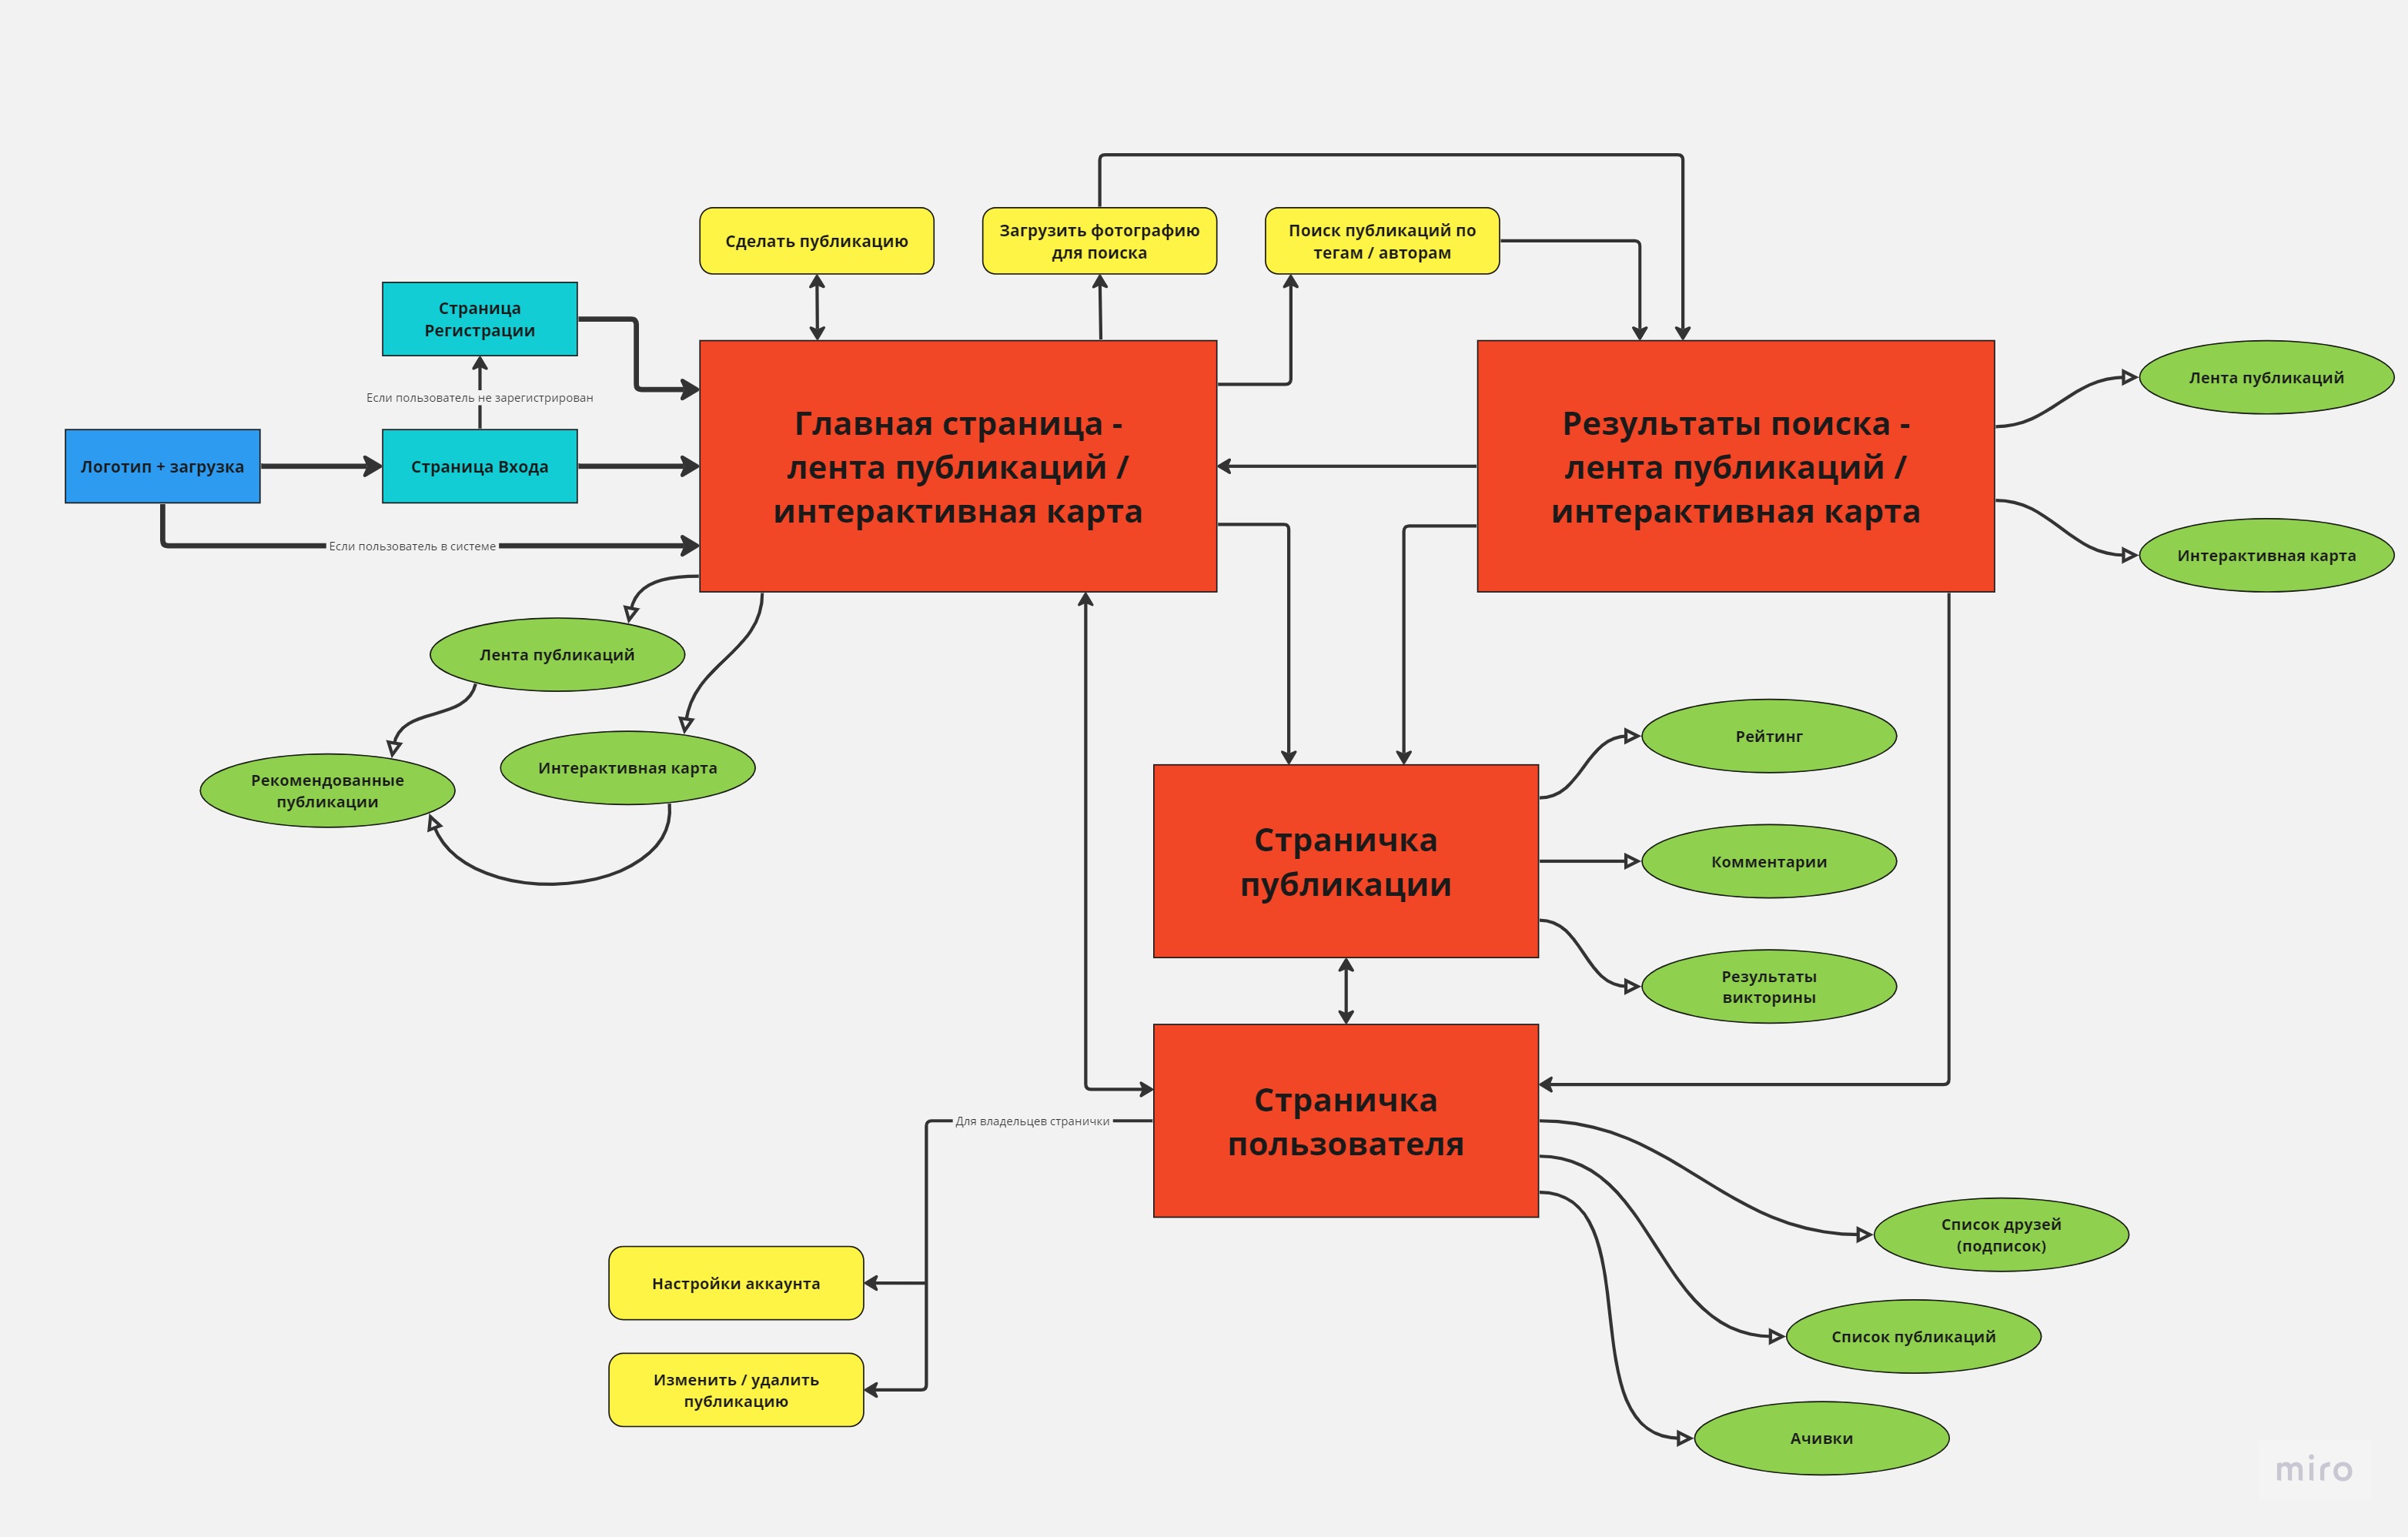 Сделать публикацию
Загрузить фотографию
для поиска
Поиск публикаций по
тегам / авторам
Страница
Регистрации
Если пользователь не зарегистрирован
Логотип + загрузка
Страница Входа
Если пользователь в системе
Главная страница -
лента публикаций /
интерактивная карта
Результаты поиска -
лента публикаций /
интерактивная карта
Лента публикаций
Интерактивная карта
Лента публикаций
Интерактивная карта
Рекомендованные
публикации
Страничка
публикации
Рейтинг
Комментарии
Результаты
викторины
Страничка
пользователя
Для владельцев странички
Настройки аккаунта
Изменить / удалить
публикацию
Список друзей
(подписок)
Список публикаций
Ачивки
miro